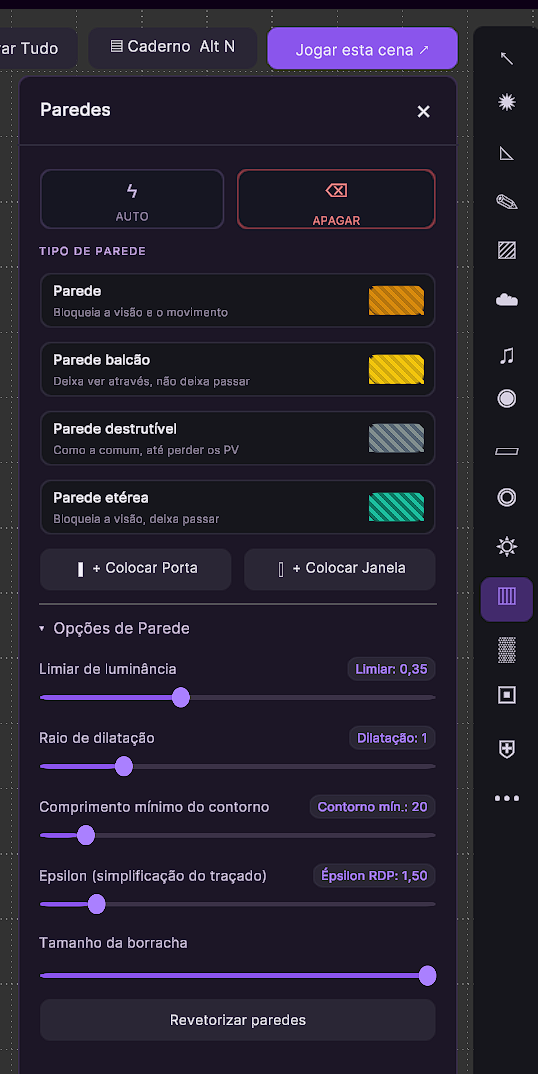 rar Tudo
Caderno Alt N
Jogar esta cena ↗
Paredes
AUTO
APAGAR
TIPO DE PAREDE
Parede
Bloqueia a visão e o movimento
Parede balcão
Deixa ver através, não deixa passar
Parede destrutível
Como a comum, até perder os PV
Parede etérea
Bloqueia a visão, deixa passar
+ Colocar Porta
+ Colocar Janela
Opções de Parede
Limiar de luminância
Limiar: 0,35
Raio de dilatação
Dilatação: 1
Comprimento mínimo do contorno
Contorno mín.: 20
Epsilon (simplificação do traçado)
Épsilon RDP: 1,50
Tamanho da borracha
Revetorizar paredes